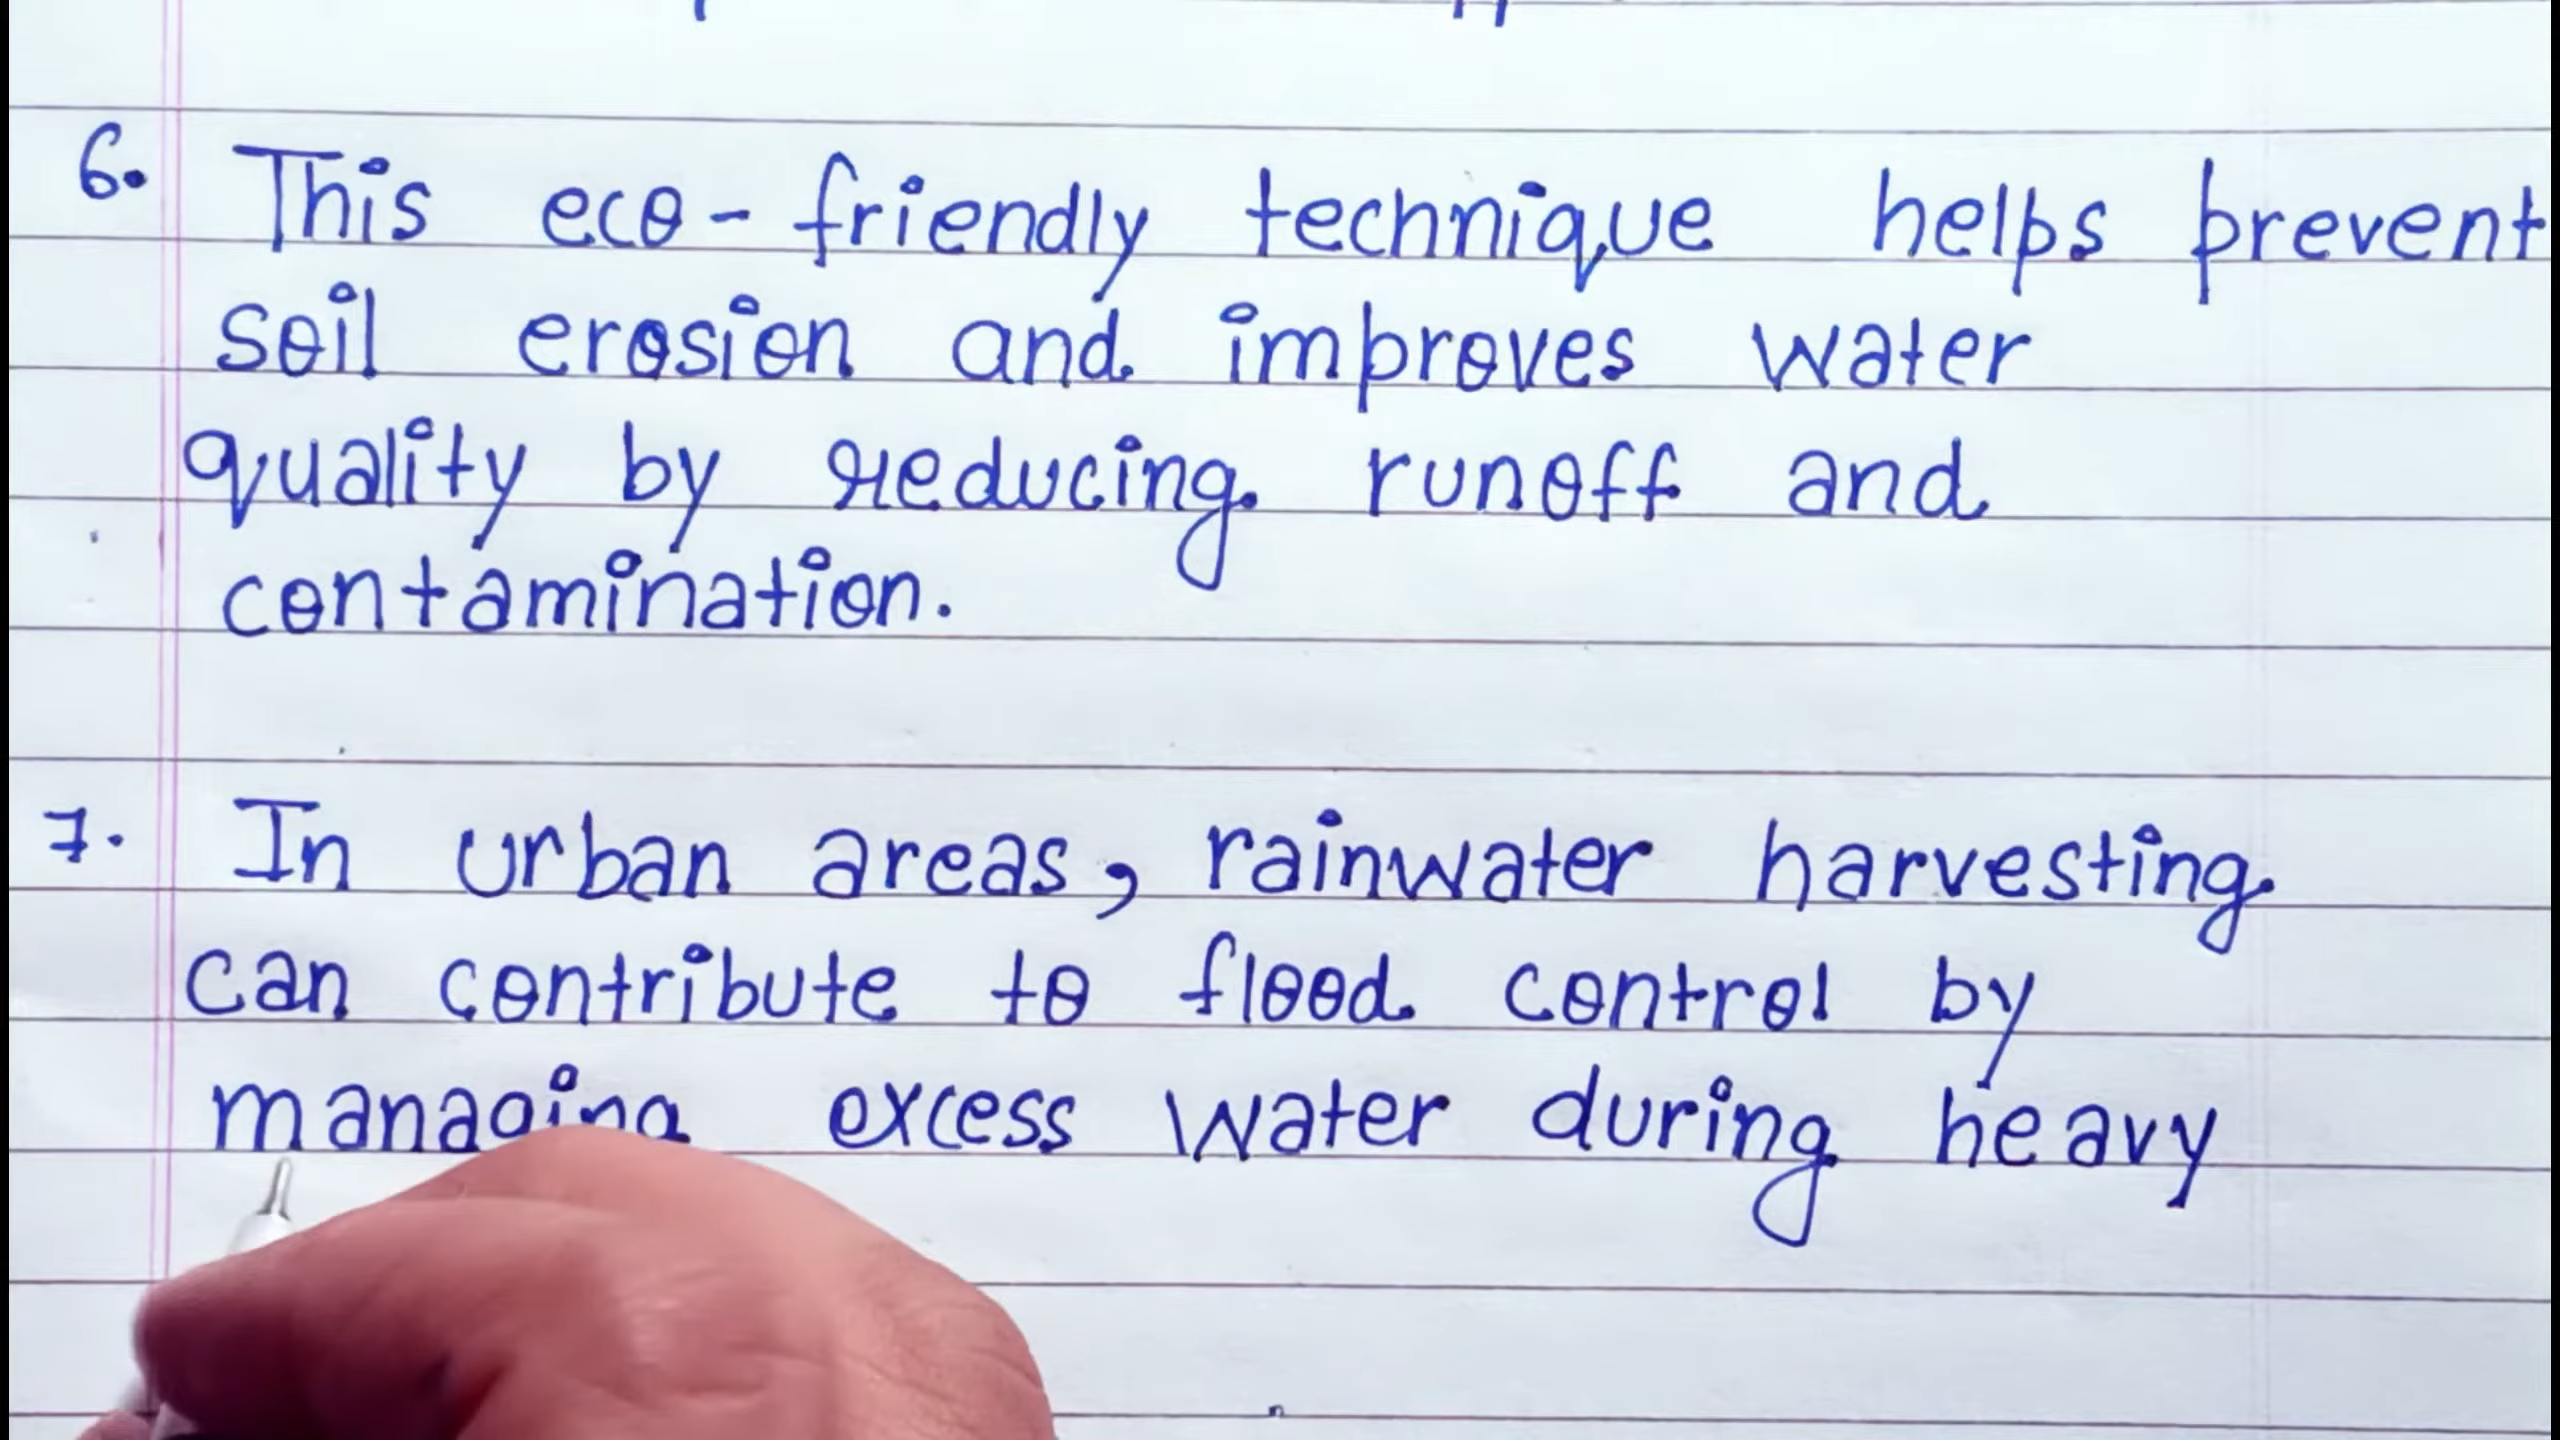 6. This eco-friendly technique helps prevent
soil erosion and improves water
quality by reducing runoff and
contamination.
7. In urban areas, rainwater harvesting
can contribute to flood control by
managing excess water during heavy